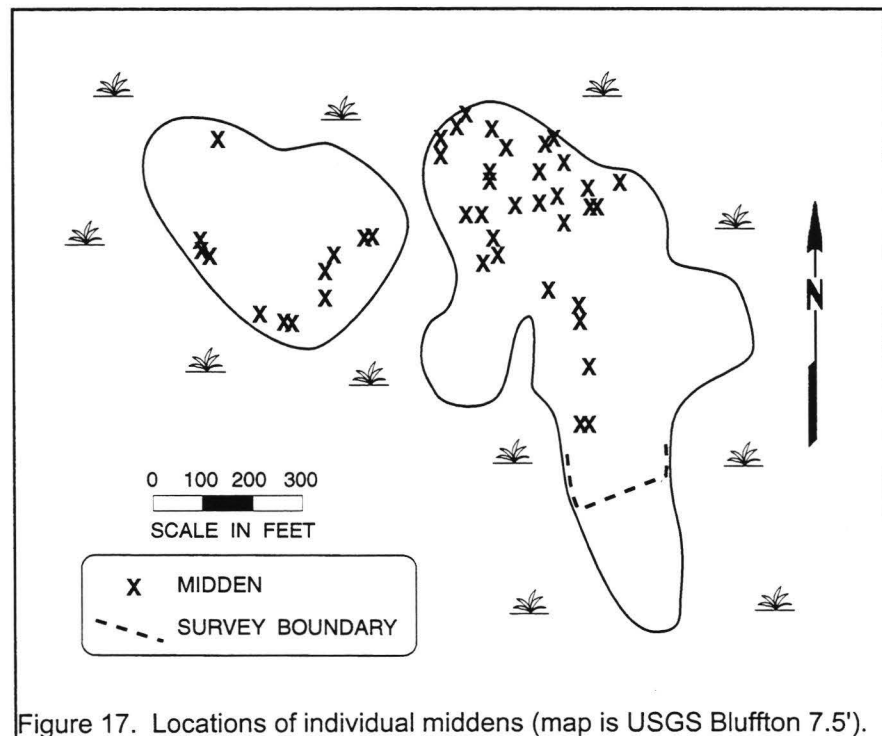 N
0 100 200 300
SCALE IN FEET
X MIDDEN
SURVEY BOUNDARY
Figure 17. Locations of individual middens (map is USGS Bluffton 7.5').